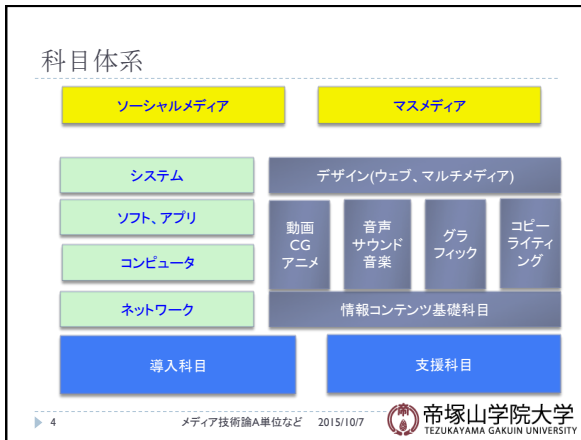 科目体系
ソーシャルメディア
マスメディア
システム
デザイン(ウェブ、マルチメディア)
ソフト、アプリ
動画
CG
アニメ
音声
サウンド
音楽
グラ
フィック
コピー
ライティ
ング
コンピュータ
ネットワーク
情報コンテンツ基礎科目
導入科目
支援科目
4
メディア技術論A単位など
2015/10/7
帝塚山学院大学
TEZUKAYAMA GAKUIN UNIVERSITY